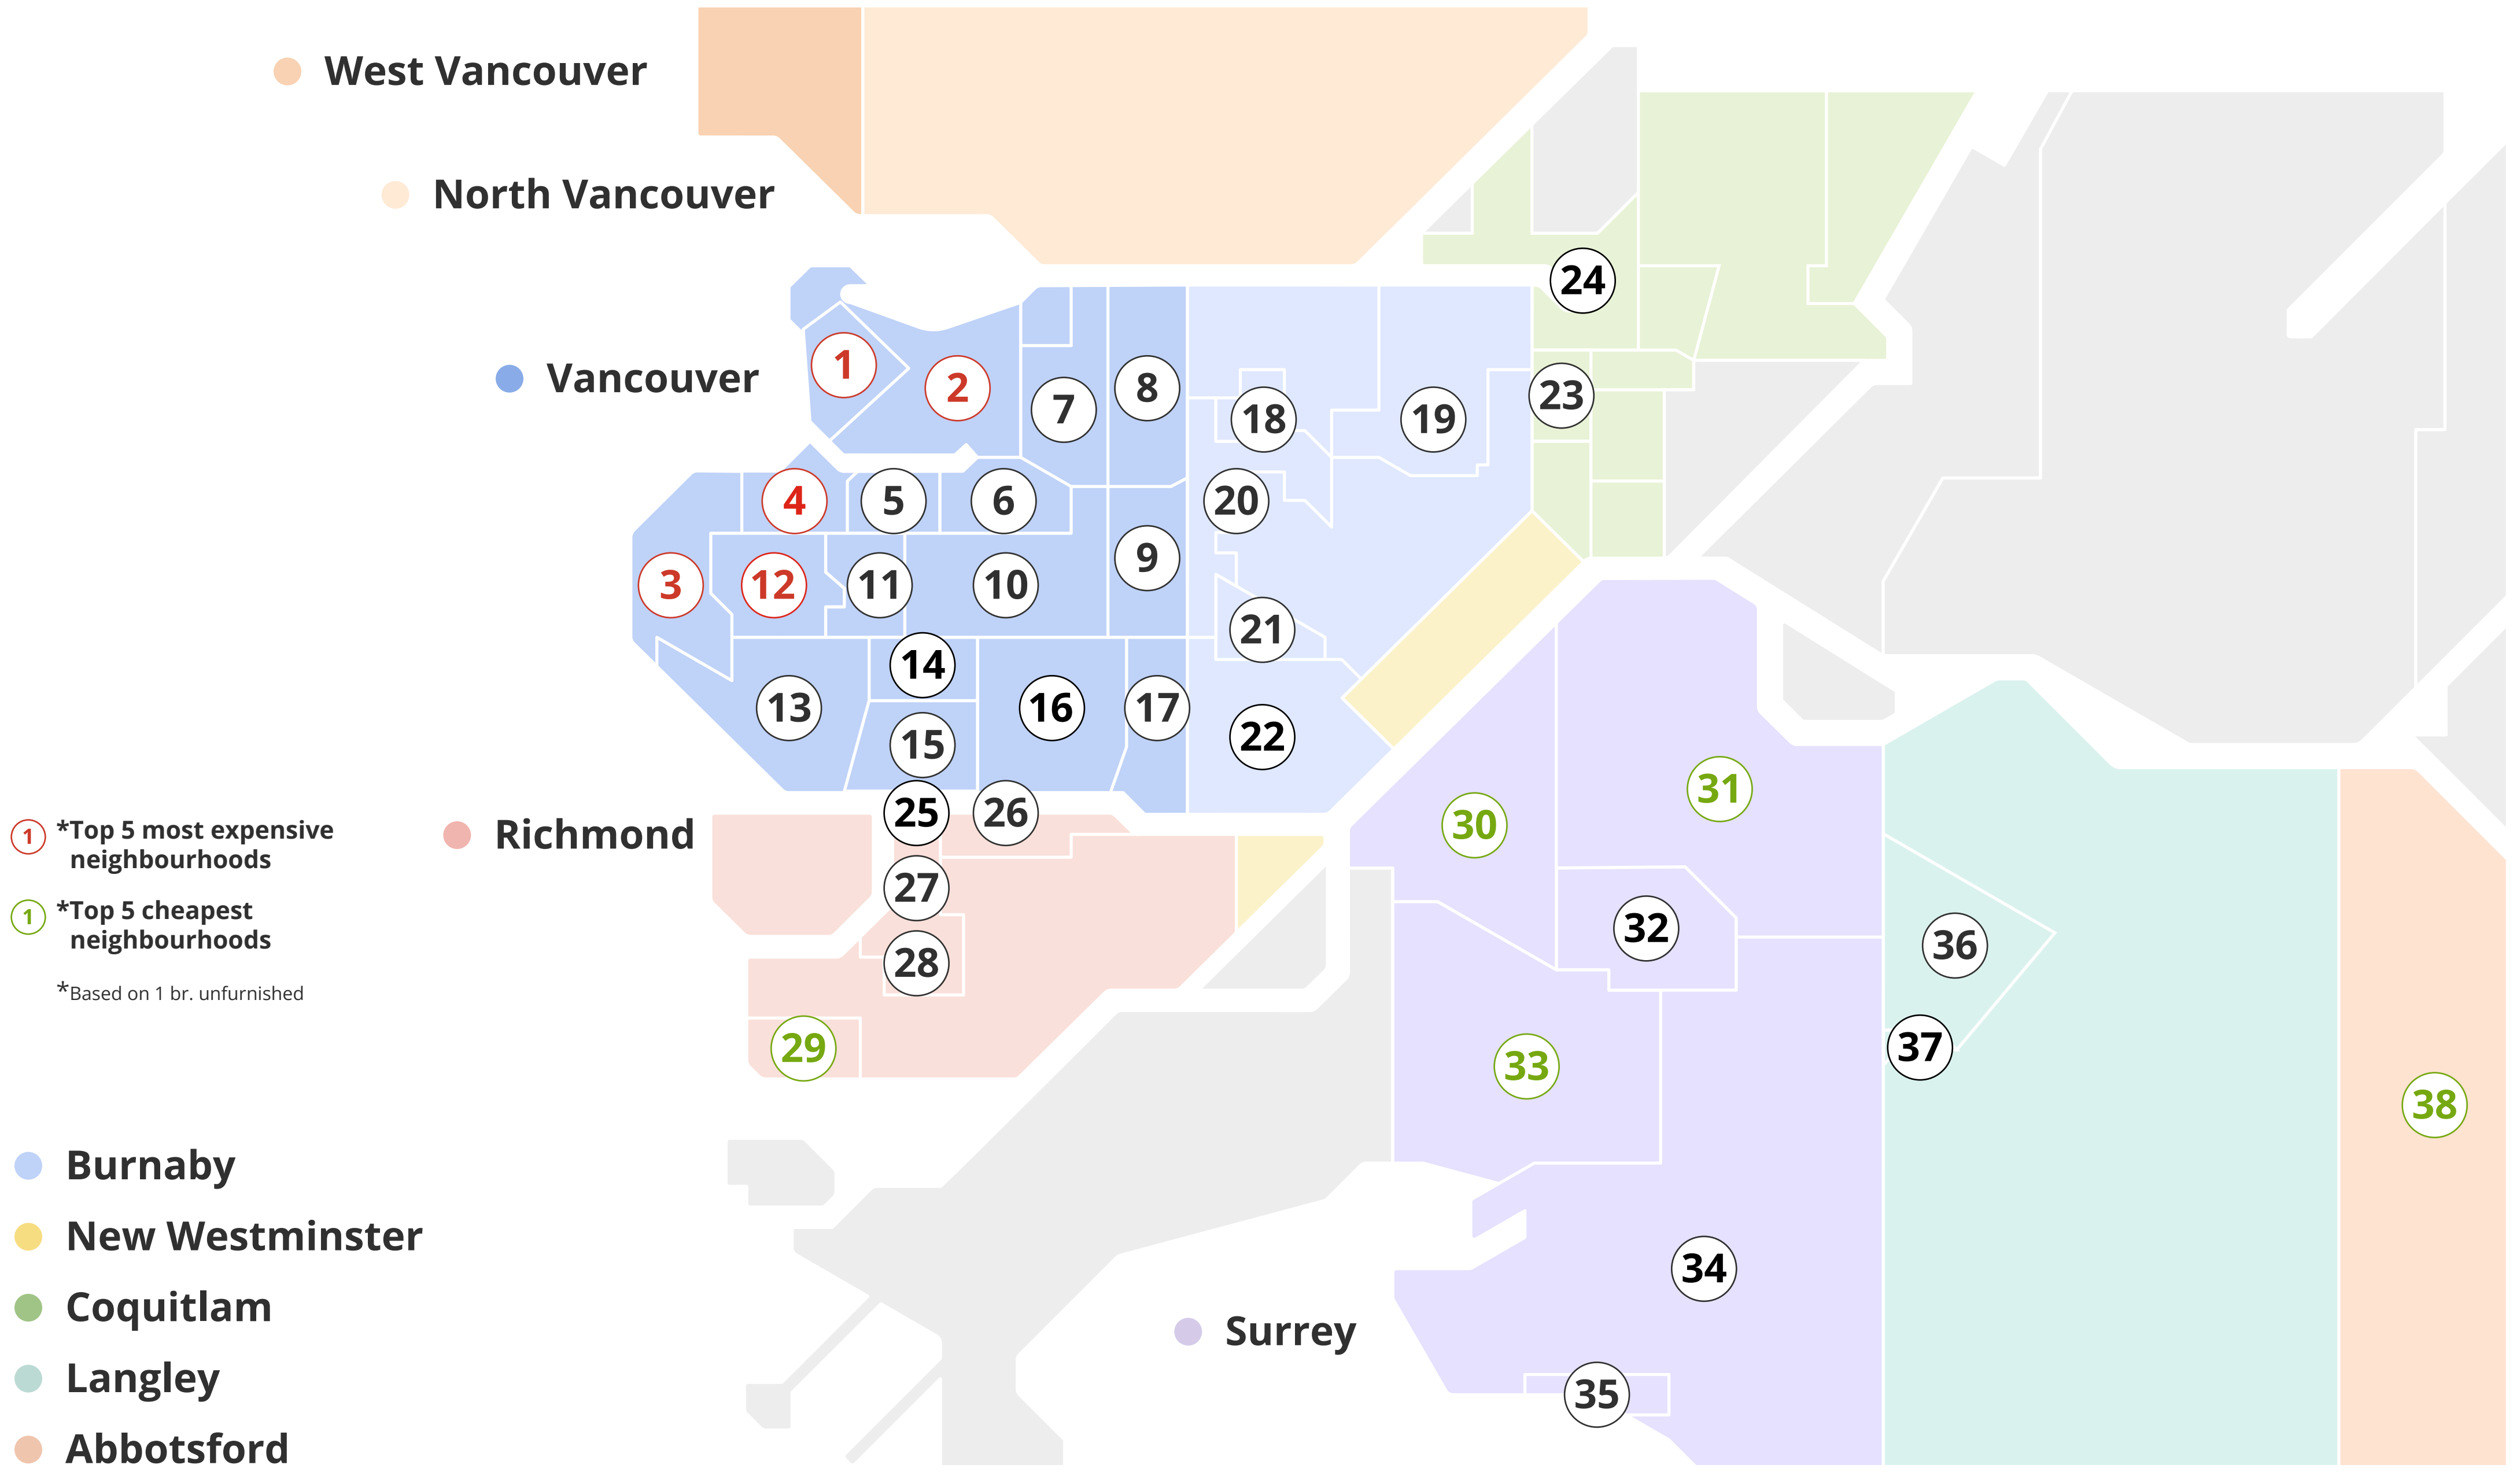 West Vancouver
North Vancouver
Vancouver
24
1
2
7
8
18
19
23
4
5
6
20
3
12
11
10
9
21
14
13
16
17
15
22
31
30
25
26
*Top 5 most expensive
neighbourhoods
Richmond
27
*Top 5 cheapest
neighbourhoods
1
1
32
36
28
*Based on 1 br. unfurnished
29
37
33
38
Burnaby
New Westminster
34
Coquitlam
Surrey
Langley
35
Abbotsford